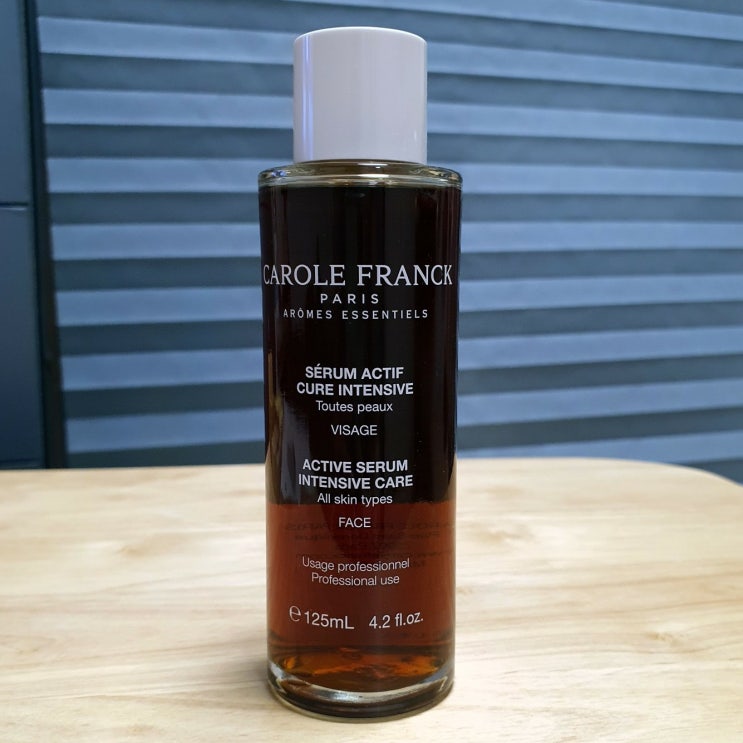 CAROLE FRANCK
PARIS
ARÔMES ESSENTIELS
SÉRUM ACTIF
CURE INTENSIVE
Toutes peaux
VISAGE
ACTIVE SERUM
INTENSIVE CARE
All skin types
FACE
Usage professionnel
Professional use
℮125mL 4.2 fl.oz.